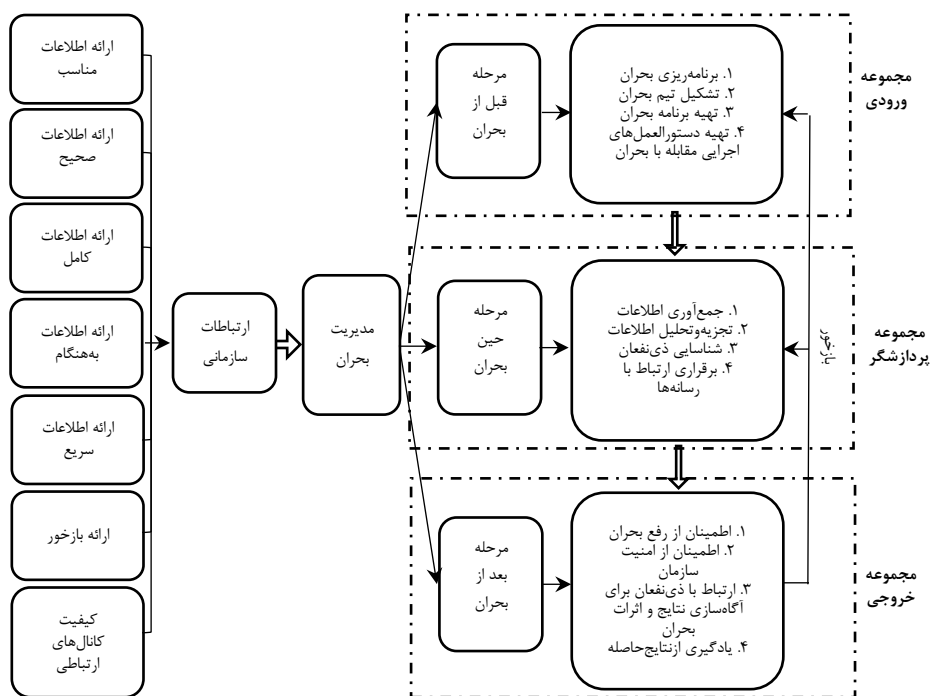 ارائه اطلاعات
مناسب
ارائه اطلاعات
صحیح
ارائه اطلاعات
کامل
ارائه اطلاعات
به‌هنگام
ارائه اطلاعات
سریع
ارائه بازخور
کیفیت
کانال‌های
ارتباطی
ارتباطات
سازمانی
مدیریت
بحران
مرحله
قبل از
بحران
۱. برنامه‌ریزی بحران
۲. تشکیل تیم بحران
۳. تهیه برنامه بحران
۴. تهیه دستورالعمل‌های
اجرایی مقابله با بحران
مجموعه
ورودی
مرحله
حین
بحران
۱. جمع‌آوری اطلاعات
۲. تجزیه‌وتحلیل اطلاعات
۳. شناسایی ذی‌نفعان
۴. برقراری ارتباط با
رسانه‌ها
بازخور
مجموعه
پردازشگر
مرحله
بعد از
بحران
۱. اطمینان از رفع بحران
۲. اطمینان از امنیت
سازمان
۳. ارتباط با ذی‌نفعان برای
آگاه‌سازی نتایج و اثرات
بحران
۴. یادگیری ازنتایج‌حاصله
مجموعه
خروجی